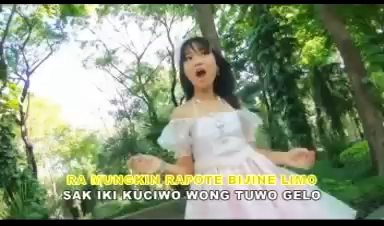 RA MUNGKIN RAPOTE BIJINE LIMO
SAK IKI KUCIWO WONG TUWO GELO